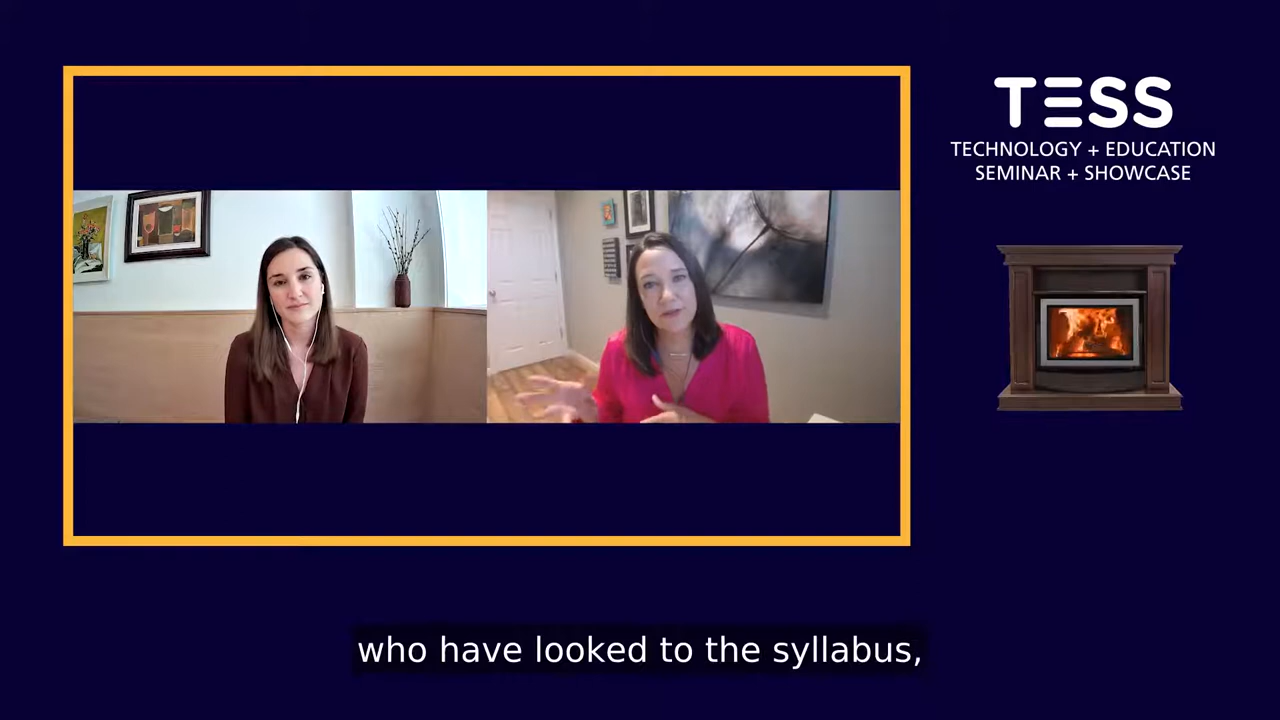 TESS
TECHNOLOGY + EDUCATION
SEMINAR + SHOWCASE
who have looked to the syllabus,